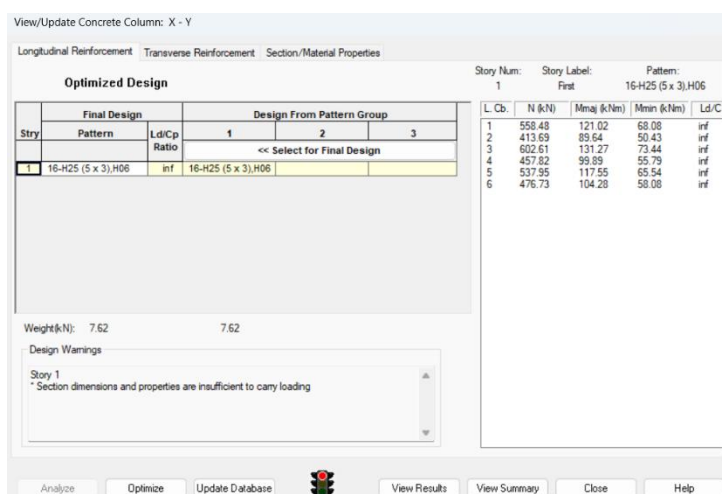 View/Update Concrete Column: X - Y
Longitudinal Reinforcement Transverse Reinforcement Section/Material Properties
Optimized Design
Final Design Design From Pattern Group
Stry Pattern Ld/Cp Ratio 1 2 3
<< Select for Final Design
1 16-H25 (5 x 3),H06 inf 16-H25 (5 x 3),H06
Weight(kN): 7.62 7.62
Design Warnings
Story 1
* Section dimensions and properties are insufficient to carry loading
Story Num: Story Label: Pattern:
1 First 16-H25 (5 x 3),H06
L. Cb. N (kN) Mmaj (kNm) Mmin (kNm) Ld/C
1 558.48 121.02 68.08 inf
2 413.69 89.64 50.43 inf
3 602.61 131.27 73.44 inf
4 457.82 99.89 55.79 inf
5 537.95 117.55 65.54 inf
6 476.73 104.28 58.08 inf
Analyze Optimize Update Database View Results View Summary Close Help